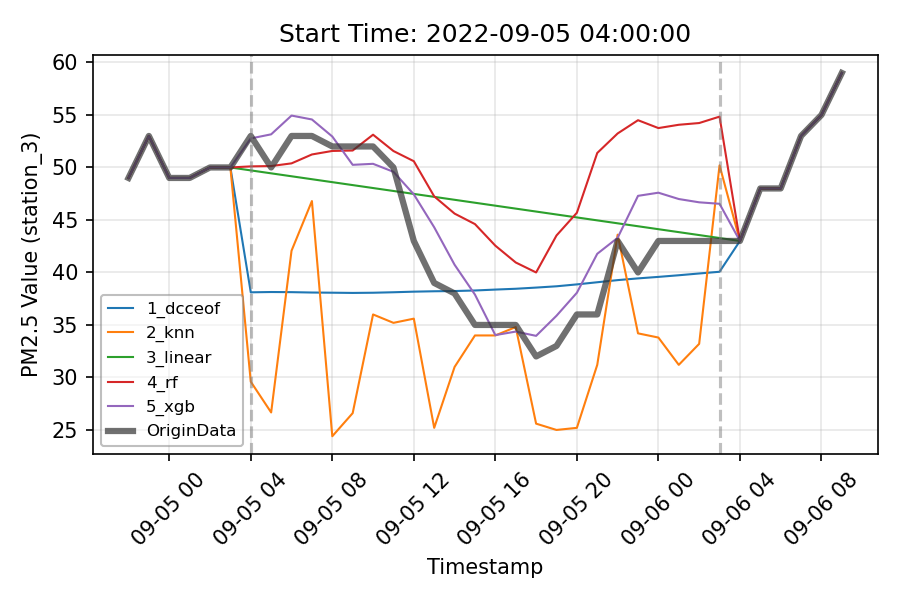 Start Time: 2022-09-05 04:00:00
PM2.5 Value (station_3)
60
55
50
45
40
35
30
25
1_dcceof
2_knn
3_linear
4_rf
5_xgb
OriginData
09-05 00
09-05 04
09-05 08
09-05 12
09-05 16
09-05 20
09-06 00
09-06 04
09-06 08
Timestamp